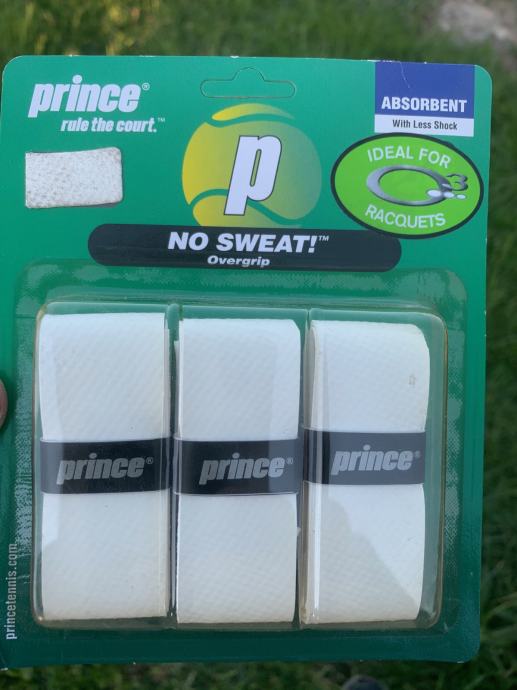 prince®
rule the court.™
ABSORBENT
With Less Shock
p
IDEAL FOR
O³
RACQUETS
NO SWEAT!™
Overgrip
prince®
prince®
prince®
princetennis.com